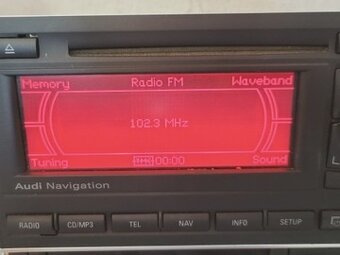 Memory Radio FM Waveband
102.3 MHz
Tuning TMC 00:00 Sound
Audi Navigation
RADIO CD/MP3 TEL NAV INFO SETUP